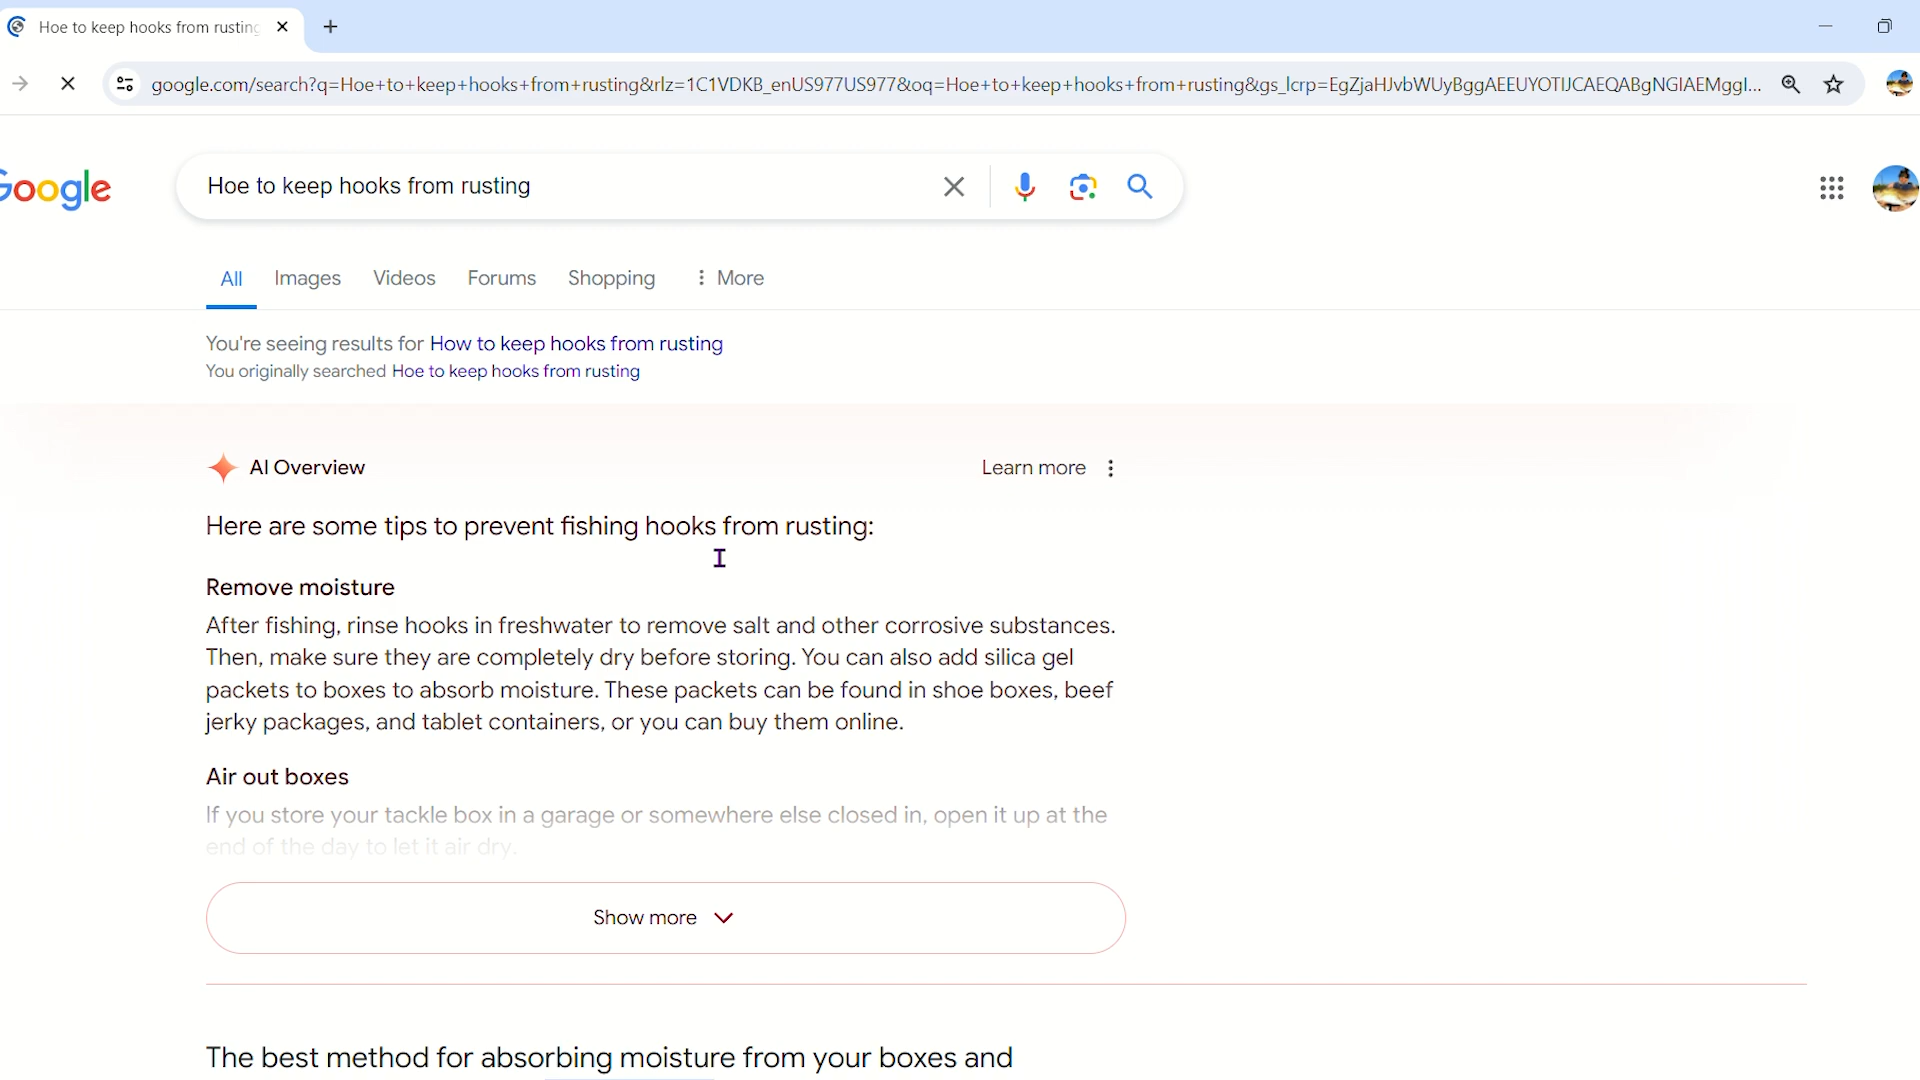 Hoe to keep hooks from rusting
google.com/search?q=Hoe+to+keep+hooks+from+rusting&rlz=1C1VDKB_enUS977US977&oq=Hoe+to+keep+hooks+from+rusting&gs_lcrp=EgZjaHJvbWUyBggAEEUYOTIJCAEQABgNGIAEMggI...
Google
Hoe to keep hooks from rusting
All Images Videos Forums Shopping More
You're seeing results for How to keep hooks from rusting
You originally searched Hoe to keep hooks from rusting
AI Overview Learn more
Here are some tips to prevent fishing hooks from rusting:
Remove moisture
After fishing, rinse hooks in freshwater to remove salt and other corrosive substances.
Then, make sure they are completely dry before storing. You can also add silica gel
packets to boxes to absorb moisture. These packets can be found in shoe boxes, beef
jerky packages, and tablet containers, or you can buy them online.
Air out boxes
If you store your tackle box in a garage or somewhere else closed in, open it up at the
end of the day to let it air dry.
Show more
The best method for absorbing moisture from your boxes and